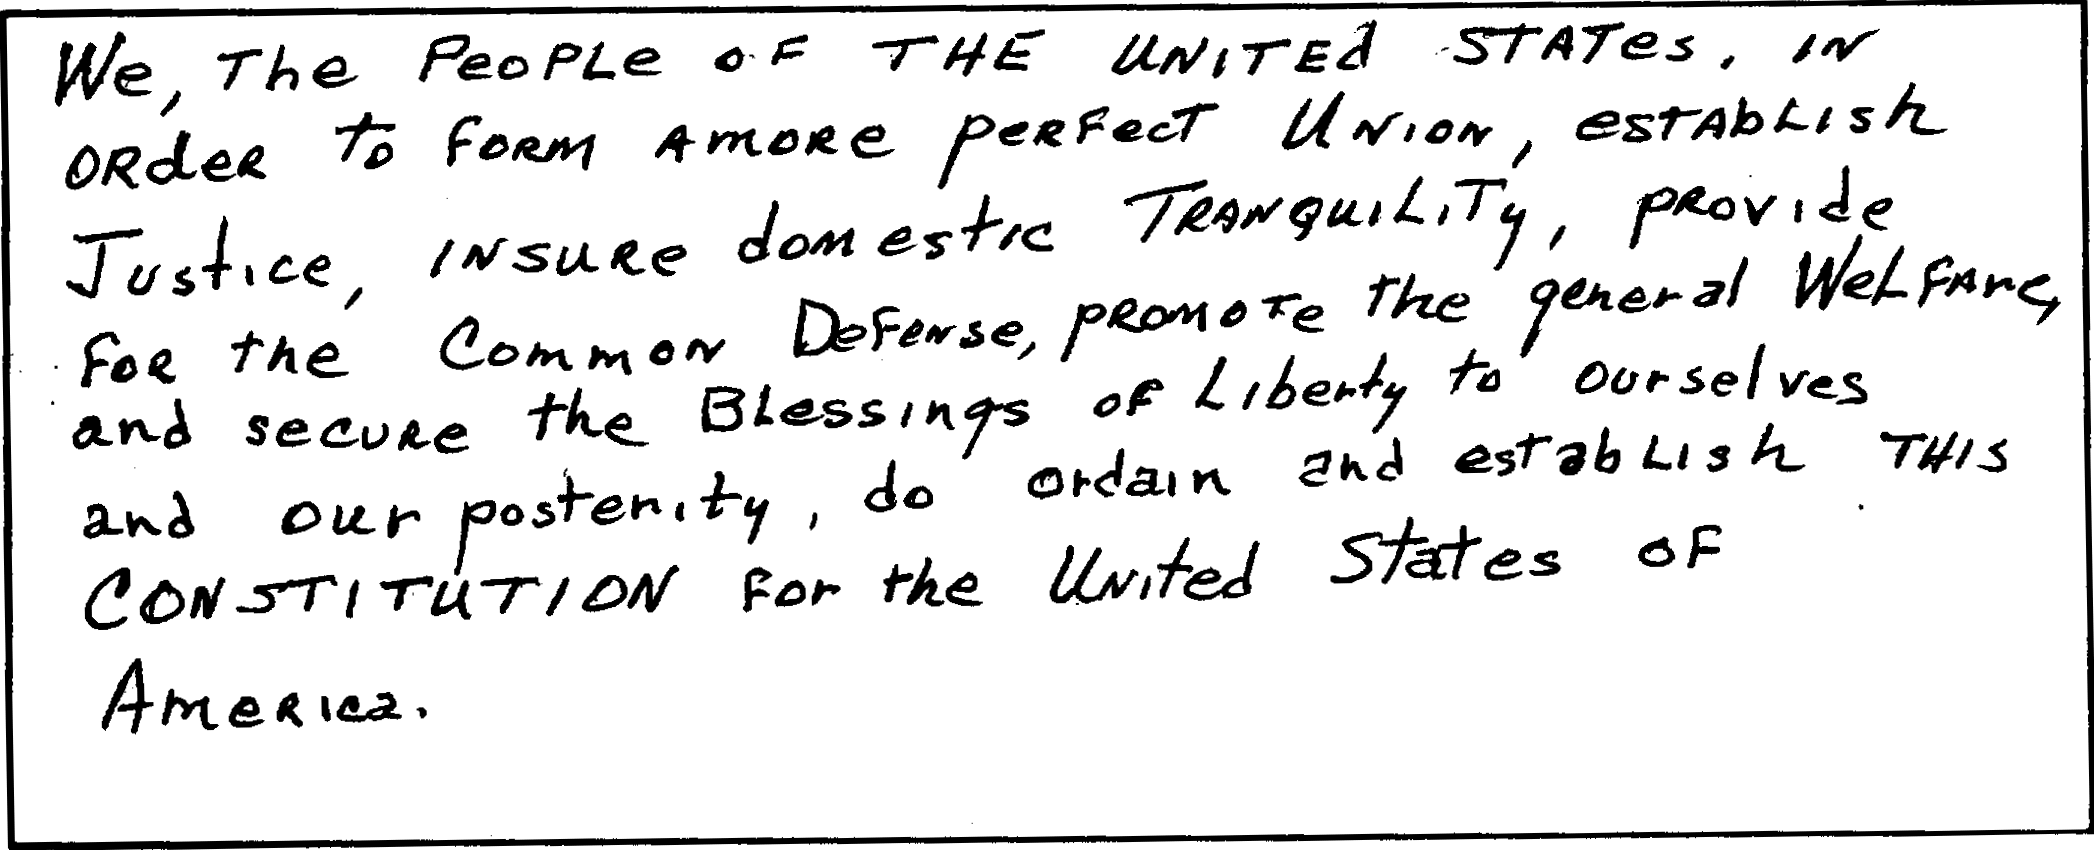 We, The PeoPLe oF THE UNITEd STATes, IN
ORdeR To FORM A mORe peRFecT UNION, esTAbLIsh
Justice, INSURe domestic TRANQUILITy, pROvide
FOR the Common DeFense, pROmoTe the general WeLFAre,
and secuRe the BLessings oF Liberty to ourselves
and our posterity, do ordain and estabLIsh THIS
CONSTITUTION For the United States oF
AmeRica.